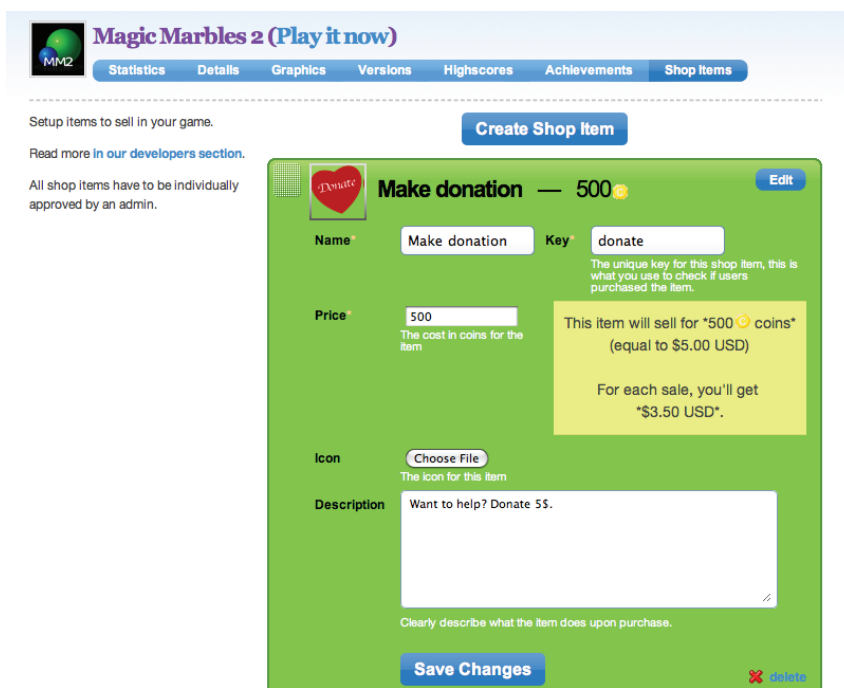 MM2
Magic Marbles 2 (Play it now)
Statistics Details Graphics Versions Highscores Achievements Shop Items
Setup items to sell in your game.
Read more in our developers section.
All shop items have to be individually
approved by an admin.
Create Shop Item
Donate
Make donation — 500
Edit
Name* Make donation
Key* donate
The unique key for this shop item, this is
what you use to check if users
purchased the item.
Price* 500
The cost in coins for the
item
This item will sell for *500 coins*
(equal to $5.00 USD)
For each sale, you'll get
*$3.50 USD*.
Icon Choose File
The icon for this item
Description Want to help? Donate 5$.
Clearly describe what the item does upon purchase.
Save Changes
delete